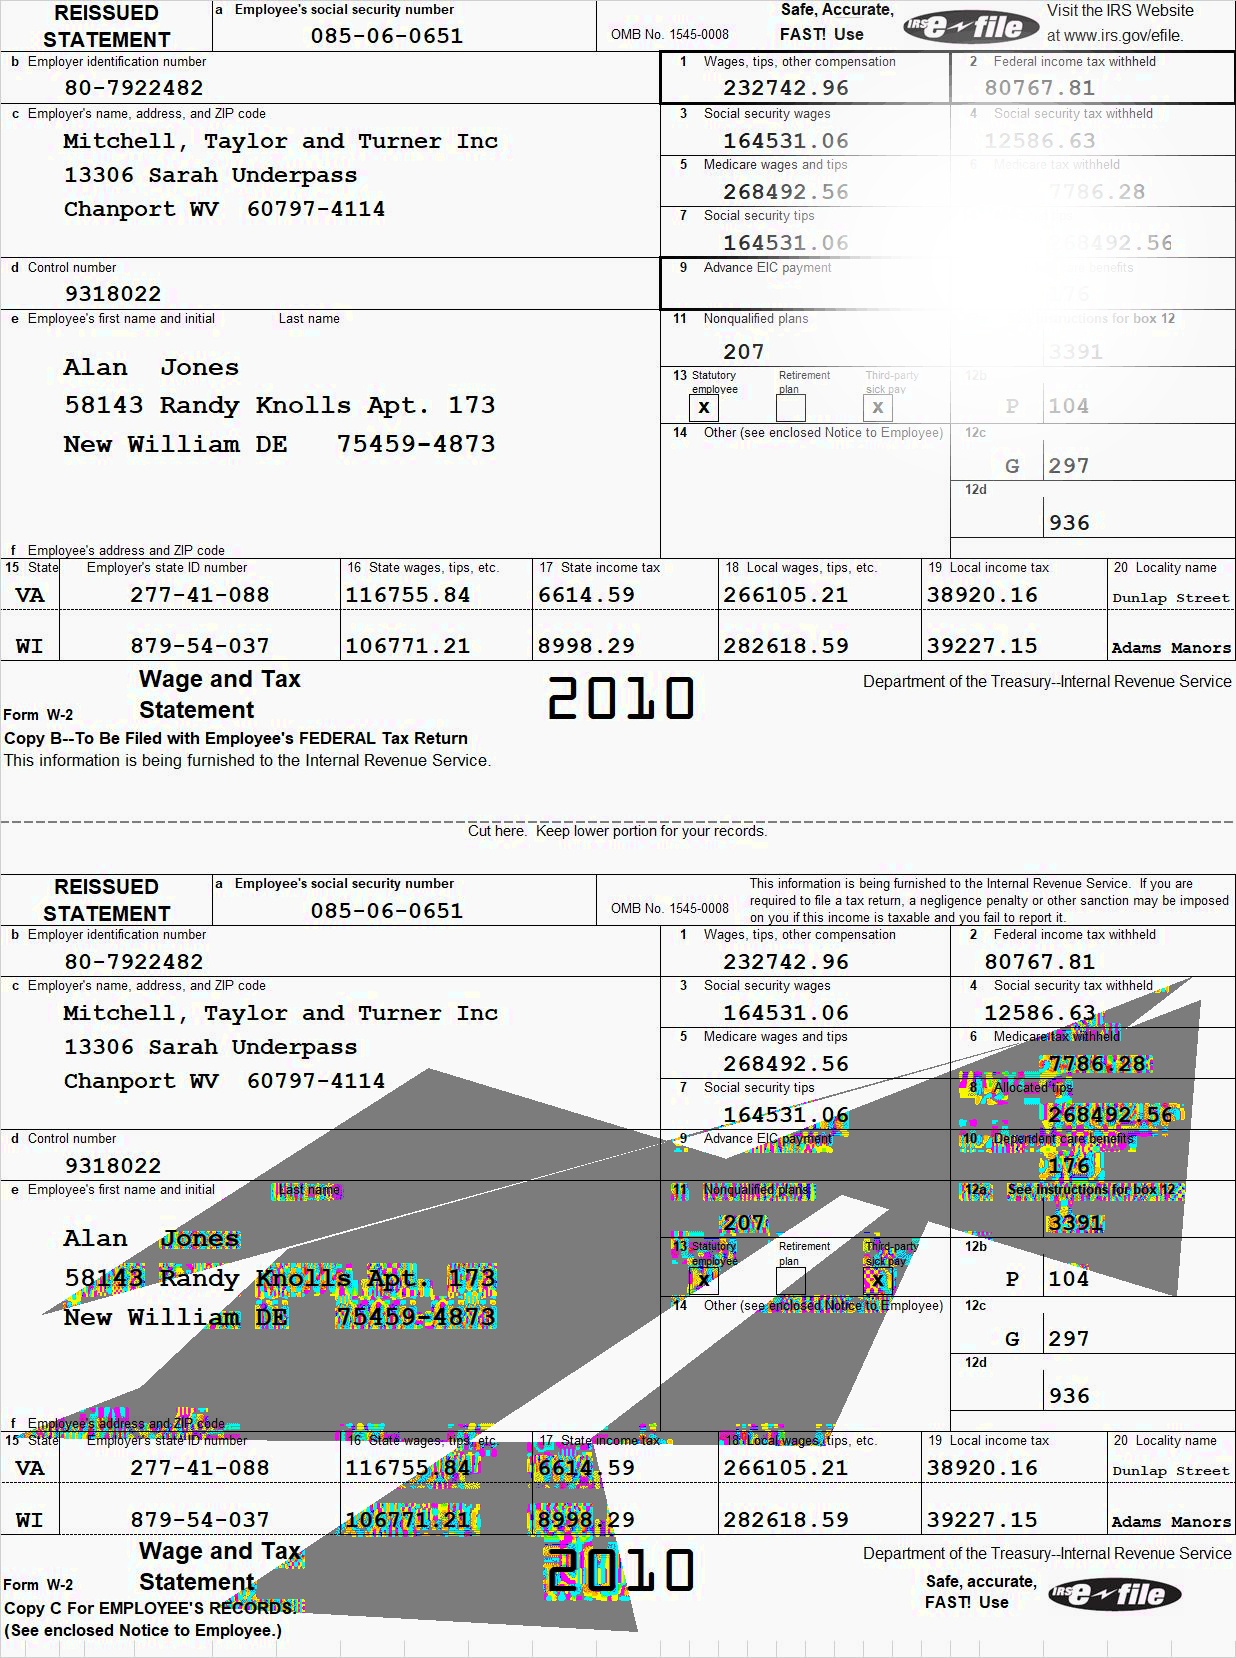 REISSUED STATEMENT
a Employee's social security number
085-06-0651
OMB No. 1545-0008
Safe, Accurate, FAST! Use
IRS e-file
Visit the IRS Website at www.irs.gov/efile.
b Employer identification number
80-7922482
1 Wages, tips, other compensation
232742.96
2 Federal income tax withheld
80767.81
c Employer's name, address, and ZIP code
Mitchell, Taylor and Turner Inc
13306 Sarah Underpass
Chanport WV 60797-4114
3 Social security wages
164531.06
4 Social security tax withheld
12586.63
5 Medicare wages and tips
268492.56
6 Medicare tax withheld
7786.28
7 Social security tips
164531.06
68492.56
d Control number
9318022
9 Advance EIC payment
benefits
76
e Employee's first name and initial Last name
Alan Jones
58143 Randy Knolls Apt. 173
New William DE 75459-4873
11 Nonqualified plans
207
for box 12
3391
13 Statutory employee X
Retirement plan
Third-party sick pay X
12b
P 104
14 Other (see enclosed Notice to Employee)
12c
G 297
12d
936
f Employee's address and ZIP code
15 State Employer's state ID number 16 State wages, tips, etc. 17 State income tax 18 Local wages, tips, etc. 19 Local income tax 20 Locality name
VA 277-41-088 116755.84 6614.59 266105.21 38920.16 Dunlap Street
WI 879-54-037 106771.21 8998.29 282618.59 39227.15 Adams Manors
Form W-2 Wage and Tax Statement
2010
Department of the Treasury--Internal Revenue Service
Copy B--To Be Filed with Employee's FEDERAL Tax Return
This information is being furnished to the Internal Revenue Service.
Cut here. Keep lower portion for your records.
REISSUED STATEMENT
a Employee's social security number
085-06-0651
OMB No. 1545-0008
This information is being furnished to the Internal Revenue Service. If you are
required to file a tax return, a negligence penalty or other sanction may be imposed
on you if this income is taxable and you fail to report it.
b Employer identification number
80-7922482
1 Wages, tips, other compensation
232742.96
2 Federal income tax withheld
80767.81
c Employer's name, address, and ZIP code
Mitchell, Taylor and Turner Inc
13306 Sarah Underpass
Chanport WV 60797-4114
3 Social security wages
164531.06
4 Social security tax withheld
12586.63
5 Medicare wages and tips
268492.56
6 Medicare tax withheld
7786.28
7 Social security tips
164531.06
8 Allocated tips
268492.56
d Control number
9318022
9 Advance EIC payment
10 Dependent care benefits
176
e Employee's first name and initial Last name
Alan Jones
58143 Randy Knolls Apt. 173
New William DE 75459-4873
11 Nonqualified plans
207
12a See instructions for box 12
3391
13 Statutory employee X
Retirement plan
Third-party sick pay X
12b
P 104
14 Other (see enclosed Notice to Employee)
12c
G 297
12d
936
f Employee's address and ZIP code
15 State Employer's state ID number 16 State wages, tips, etc. 17 State income tax 18 Local wages, tips, etc. 19 Local income tax 20 Locality name
VA 277-41-088 116755.84 6614.59 266105.21 38920.16 Dunlap Street
WI 879-54-037 106771.21 8998.29 282618.59 39227.15 Adams Manors
Form W-2 Wage and Tax Statement
2010
Department of the Treasury--Internal Revenue Service
Copy C For EMPLOYEE'S RECORDS.
(See enclosed Notice to Employee.)
Safe, accurate, FAST! Use
IRS e-file